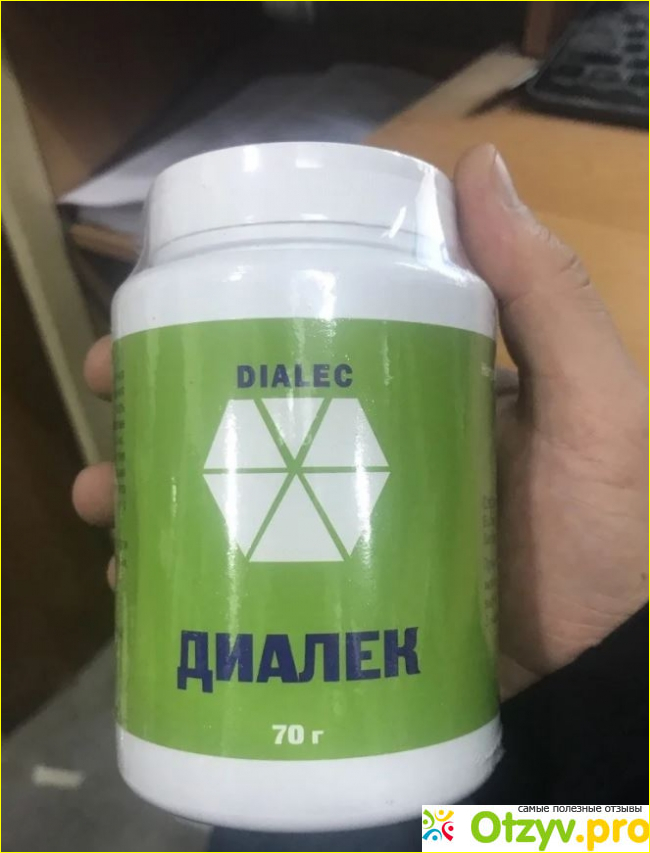 DIALEC
ДИАЛЕК
70 г
самые полезные отзывы
Otzyv.pro